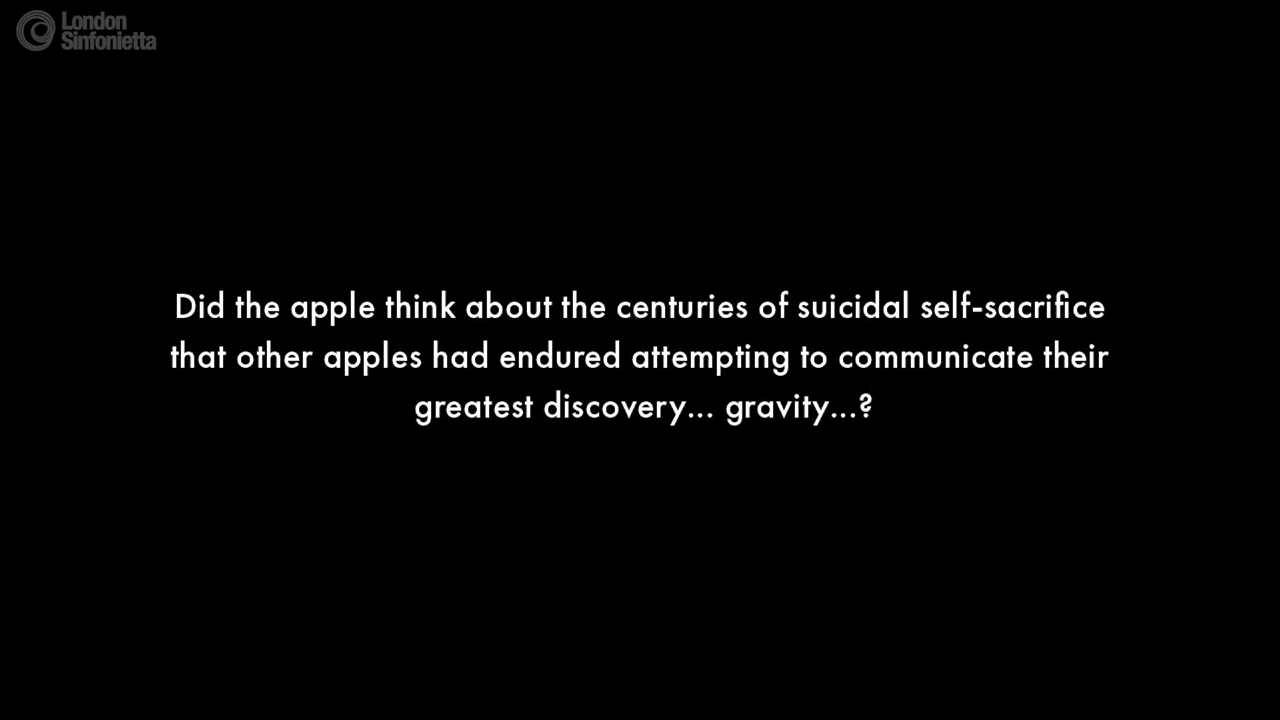 London
Sinfonietta
Did the apple think about the centuries of suicidal self-sacrifice
that other apples had endured attempting to communicate their
greatest discovery... gravity...?